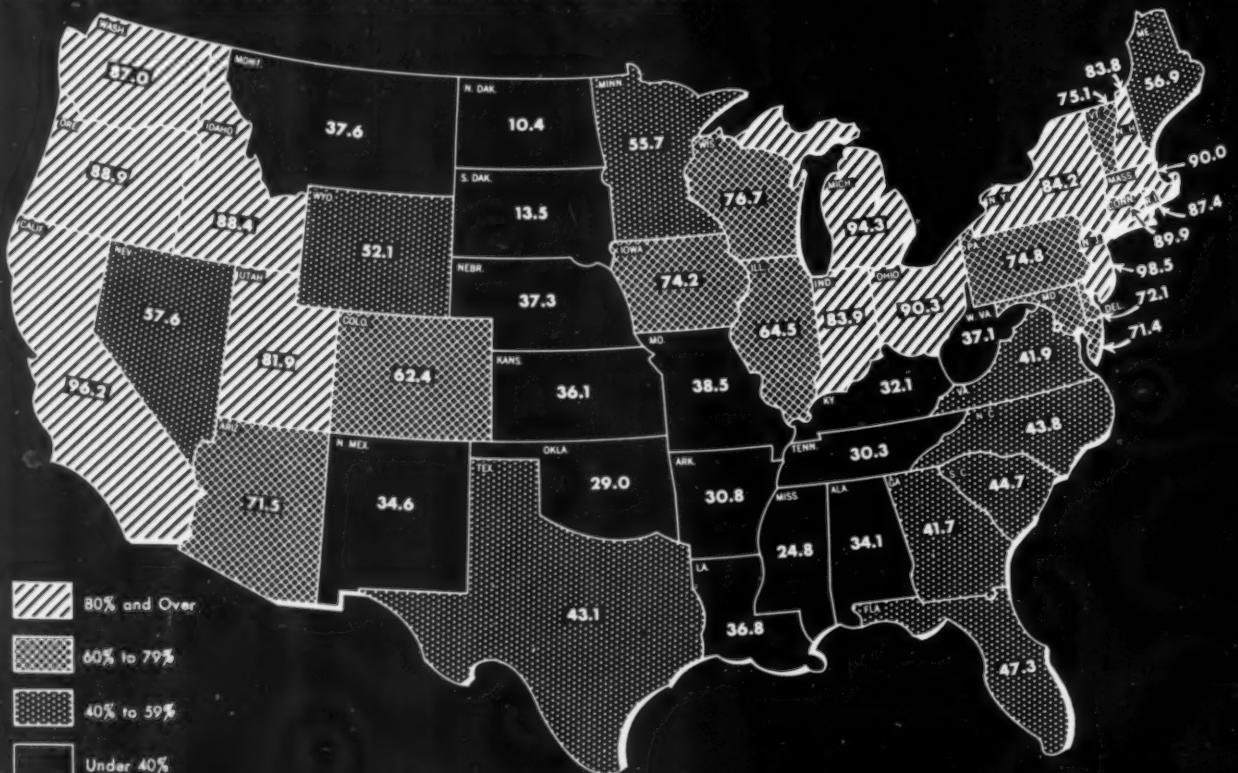 WASH.
87.0
MONT.
37.6
N. DAK.
10.4
MINN.
55.7
ME.
56.9
83.8
75.1
VT.
N. H.
ORE.
88.9
IDAHO
88.4
S. DAK.
13.5
WIS.
76.7
MICH.
94.3
N. Y.
84.2
MASS.
90.0
CONN.
R. I.
87.4
89.9
WYO.
52.1
CALIF.
96.2
NEV.
57.6
UTAH
81.9
NEBR.
37.3
IOWA
74.2
ILL.
64.5
IND.
83.9
OHIO
90.3
PA.
74.8
N. J.
98.5
MD.
DEL.
72.1
71.4
W. VA.
37.1
COLO.
62.4
KANS.
36.1
MO.
38.5
KY.
32.1
VA.
41.9
N. C.
43.8
ARIZ.
71.5
N. MEX.
34.6
OKLA.
29.0
TEX.
43.1
ARK.
30.8
TENN.
30.3
MISS.
24.8
ALA.
34.1
GA.
41.7
S. C.
44.7
LA.
36.8
FLA.
47.3
80% and Over
60% to 79%
40% to 59%
Under 40%